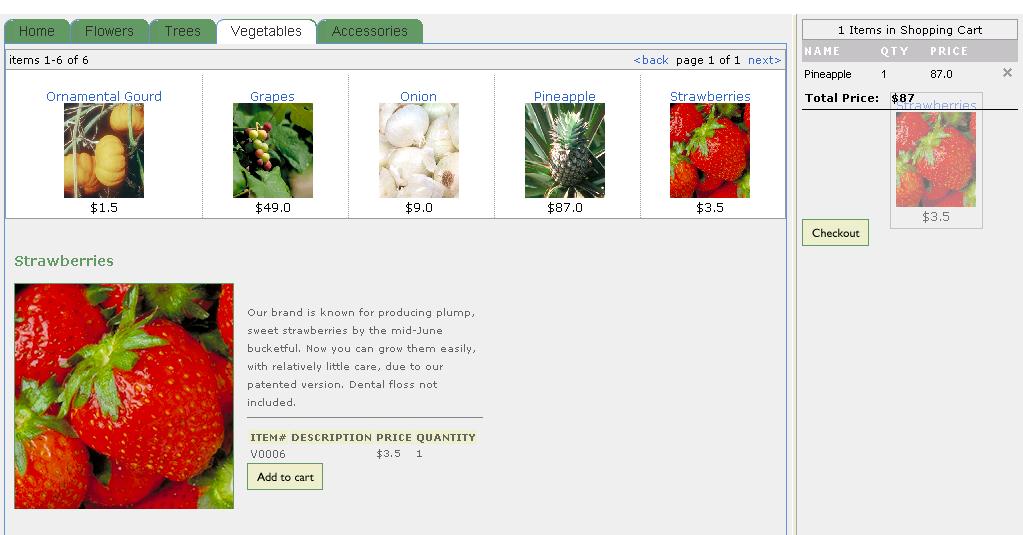 Home Flowers Trees Vegetables Accessories
items 1-6 of 6 <back page 1 of 1 next>
Ornamental Gourd Grapes Onion Pineapple Strawberries
$1.5 $49.0 $9.0 $87.0 $3.5
Strawberries
Our brand is known for producing plump,
sweet strawberries by the mid-June
bucketful. Now you can grow them easily,
with relatively little care, due to our
patented version. Dental floss not
included.
ITEM# DESCRIPTION PRICE QUANTITY
V0006 $3.5 1
Add to cart
1 Items in Shopping Cart
NAME QTY PRICE
Pineapple 1 87.0
Total Price: $87
Strawberries
$3.5
Checkout